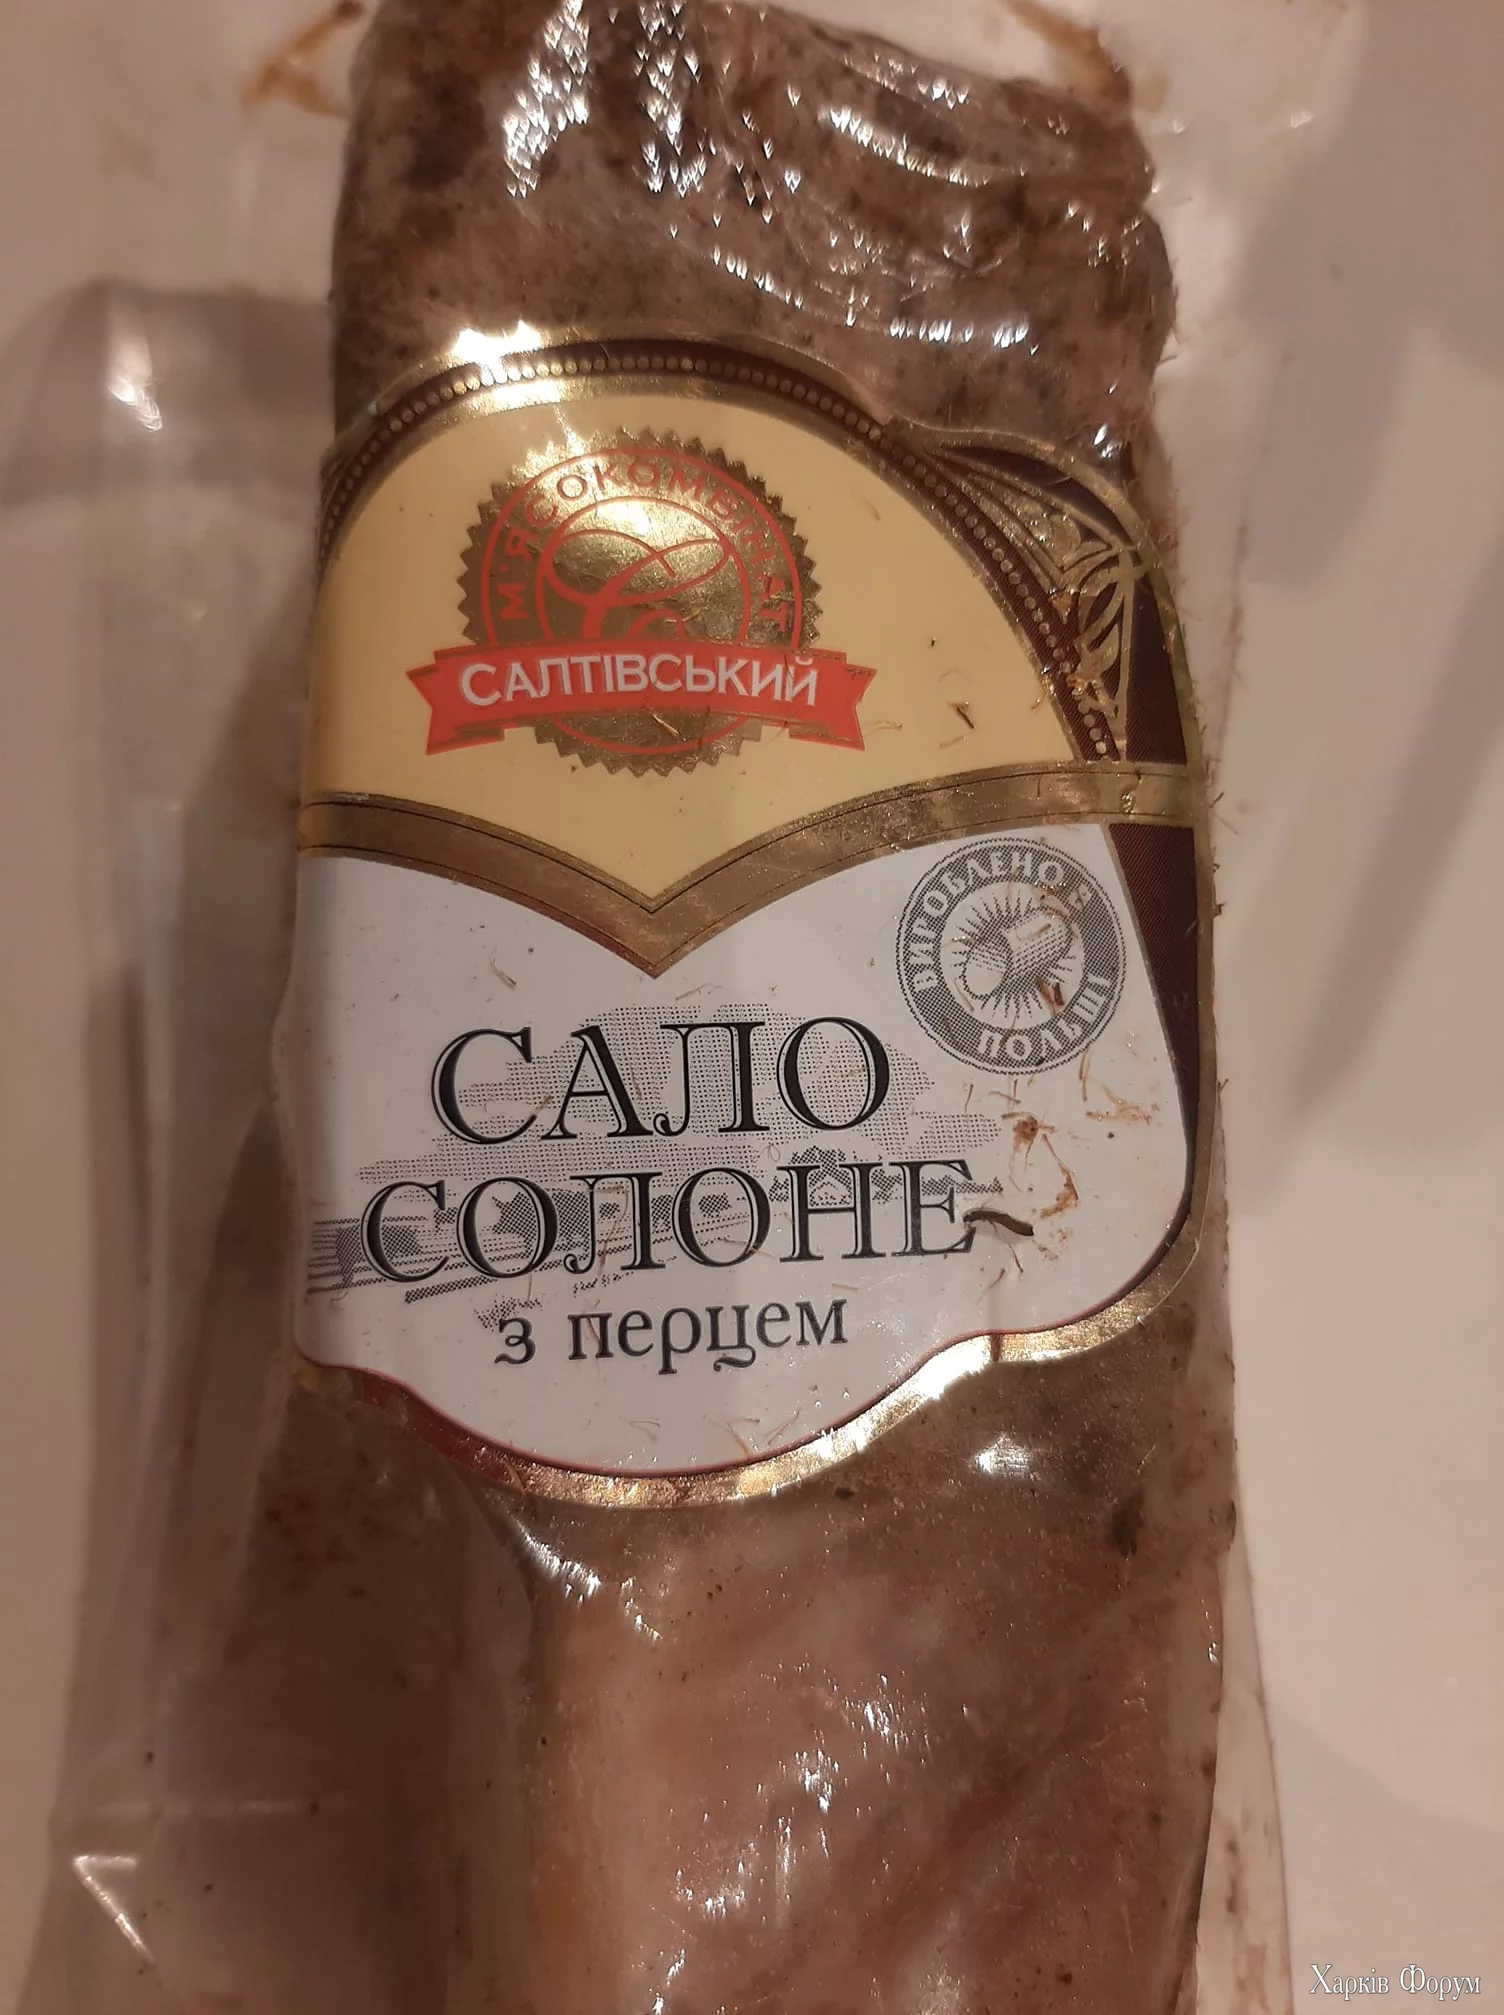 М'ЯСОКОМБІНАТ
САЛТІВСЬКИЙ
ВИРОБЛЕНО В
ПОЛЬЩІ
САЛО
СОЛОНЕ
з перцем
Харків Форум